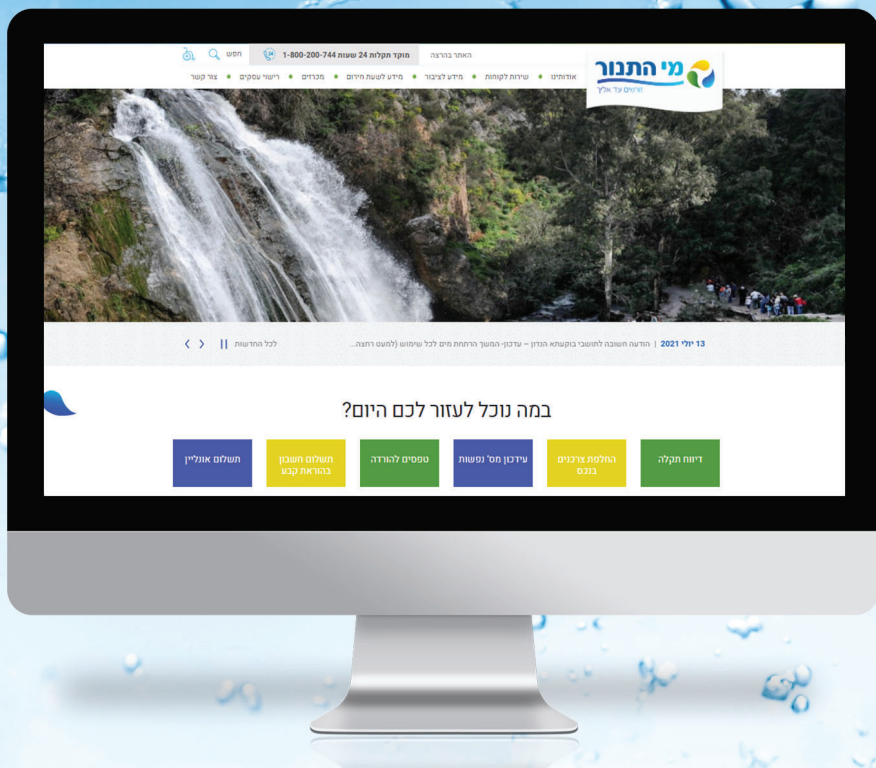 האתר בהרצה
מוקד תקלות 24 שעות 1-800-200-744
חפש
מי התנור
זורמים עד אליך
אודותינו • שירות לקוחות • מידע לציבור • מידע לשעת חירום • מכרזים • רישוי עסקים • צור קשר
13 יולי 2021 | הודעה חשובה לתושבי בוקעתא הנדון – עדכון- המשך הרתחת מים לכל שימוש (למעט רחצה...
לכל החדשות
במה נוכל לעזור לכם היום?
דיווח תקלה
החלפת צרכנים
בנכס
עידכון מס' נפשות
טפסים להורדה
תשלום חשבון
בהוראת קבע
תשלום אונליין